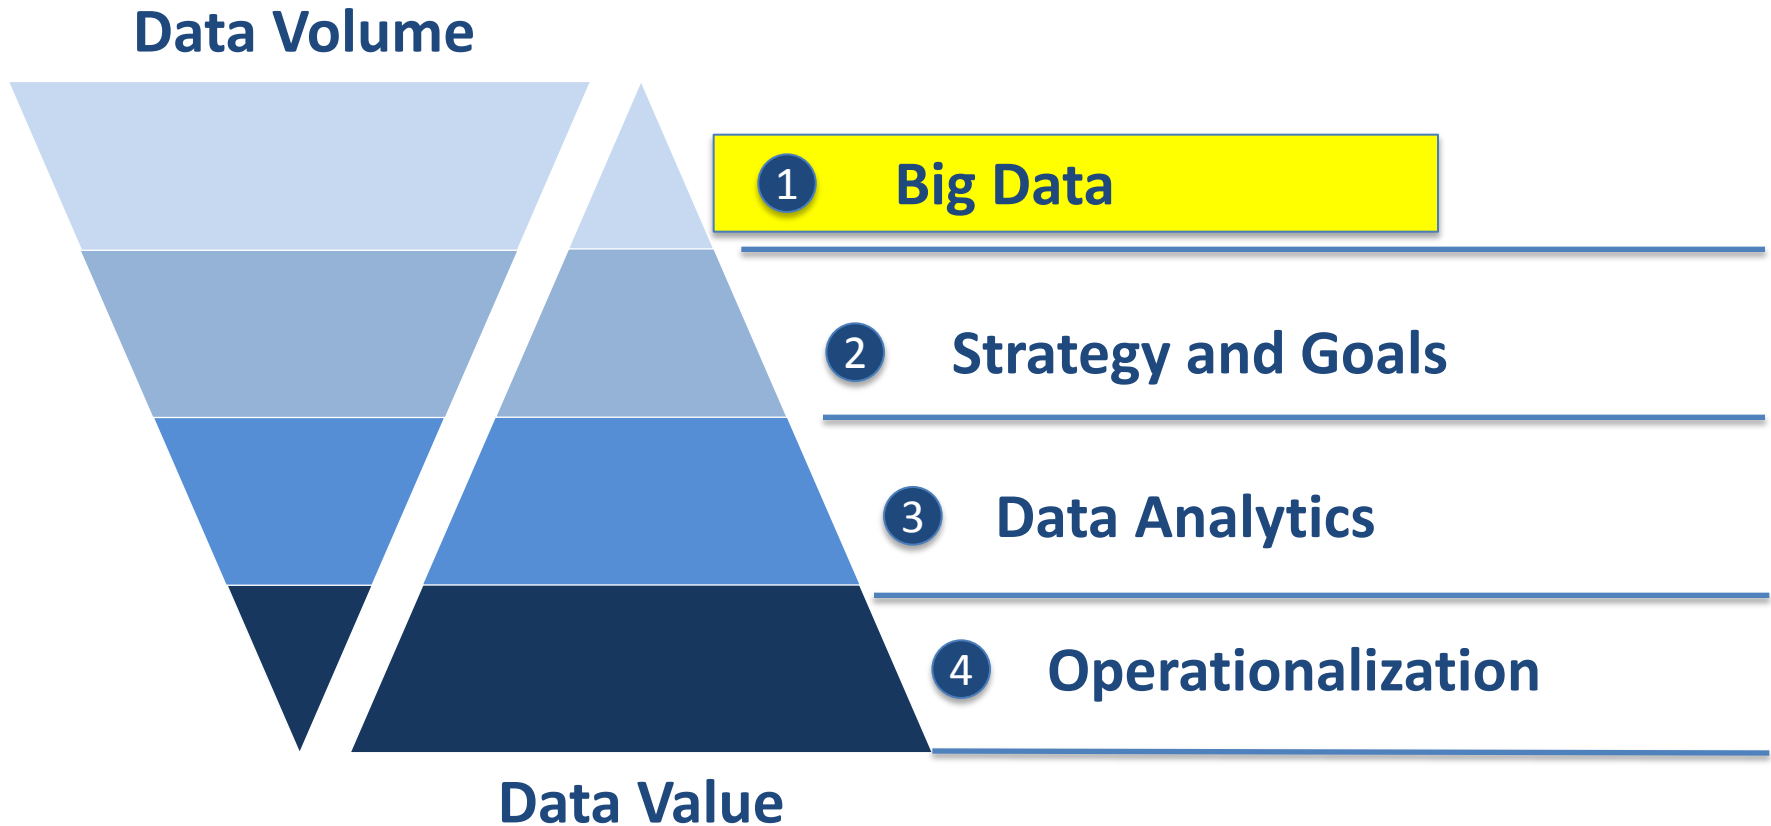 Data Volume
1 Big Data
2 Strategy and Goals
3 Data Analytics
4 Operationalization
Data Value